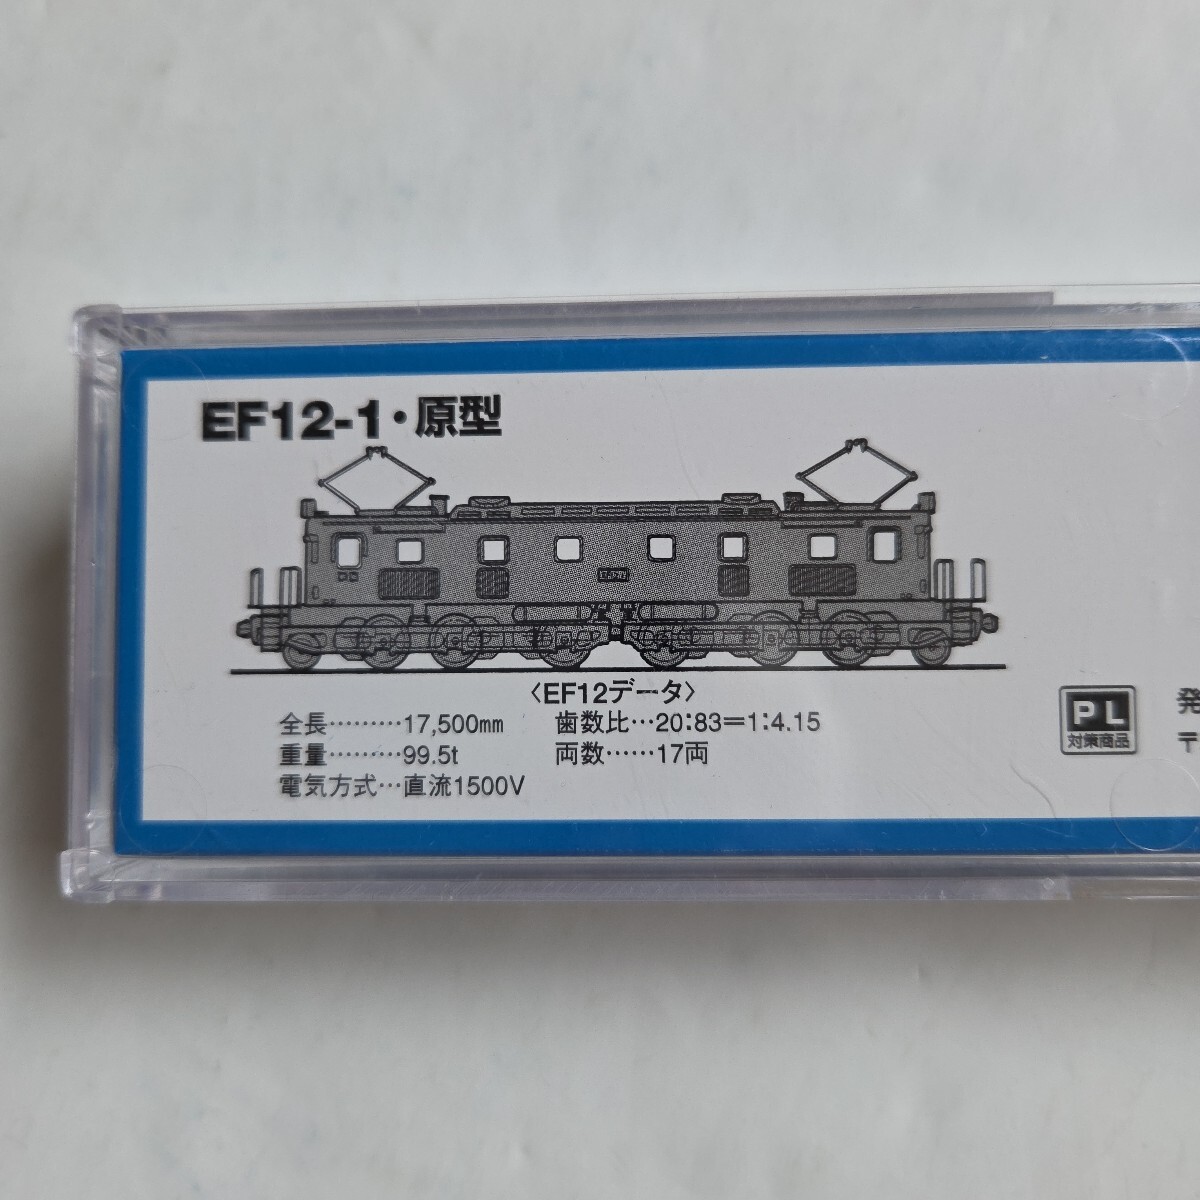 EF12-1・原型
〈EF12データ〉
全長………17,500mm
重量………99.5t
電気方式…直流1500V
歯数比…20:83=1:4.15
両数……17両
PL
対策商品
発
〒